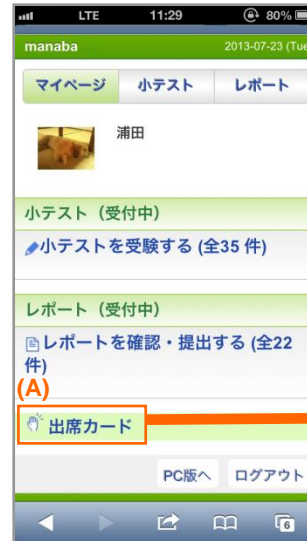 LTE 11:29 80%
manaba 2013-07-23 (Tue
マイページ 小テスト レポート
浦田
小テスト（受付中）
小テストを受験する (全35 件)
レポート（受付中）
レポートを確認・提出する (全22
件)
(A)
出席カード
PC版へ ログアウト
6